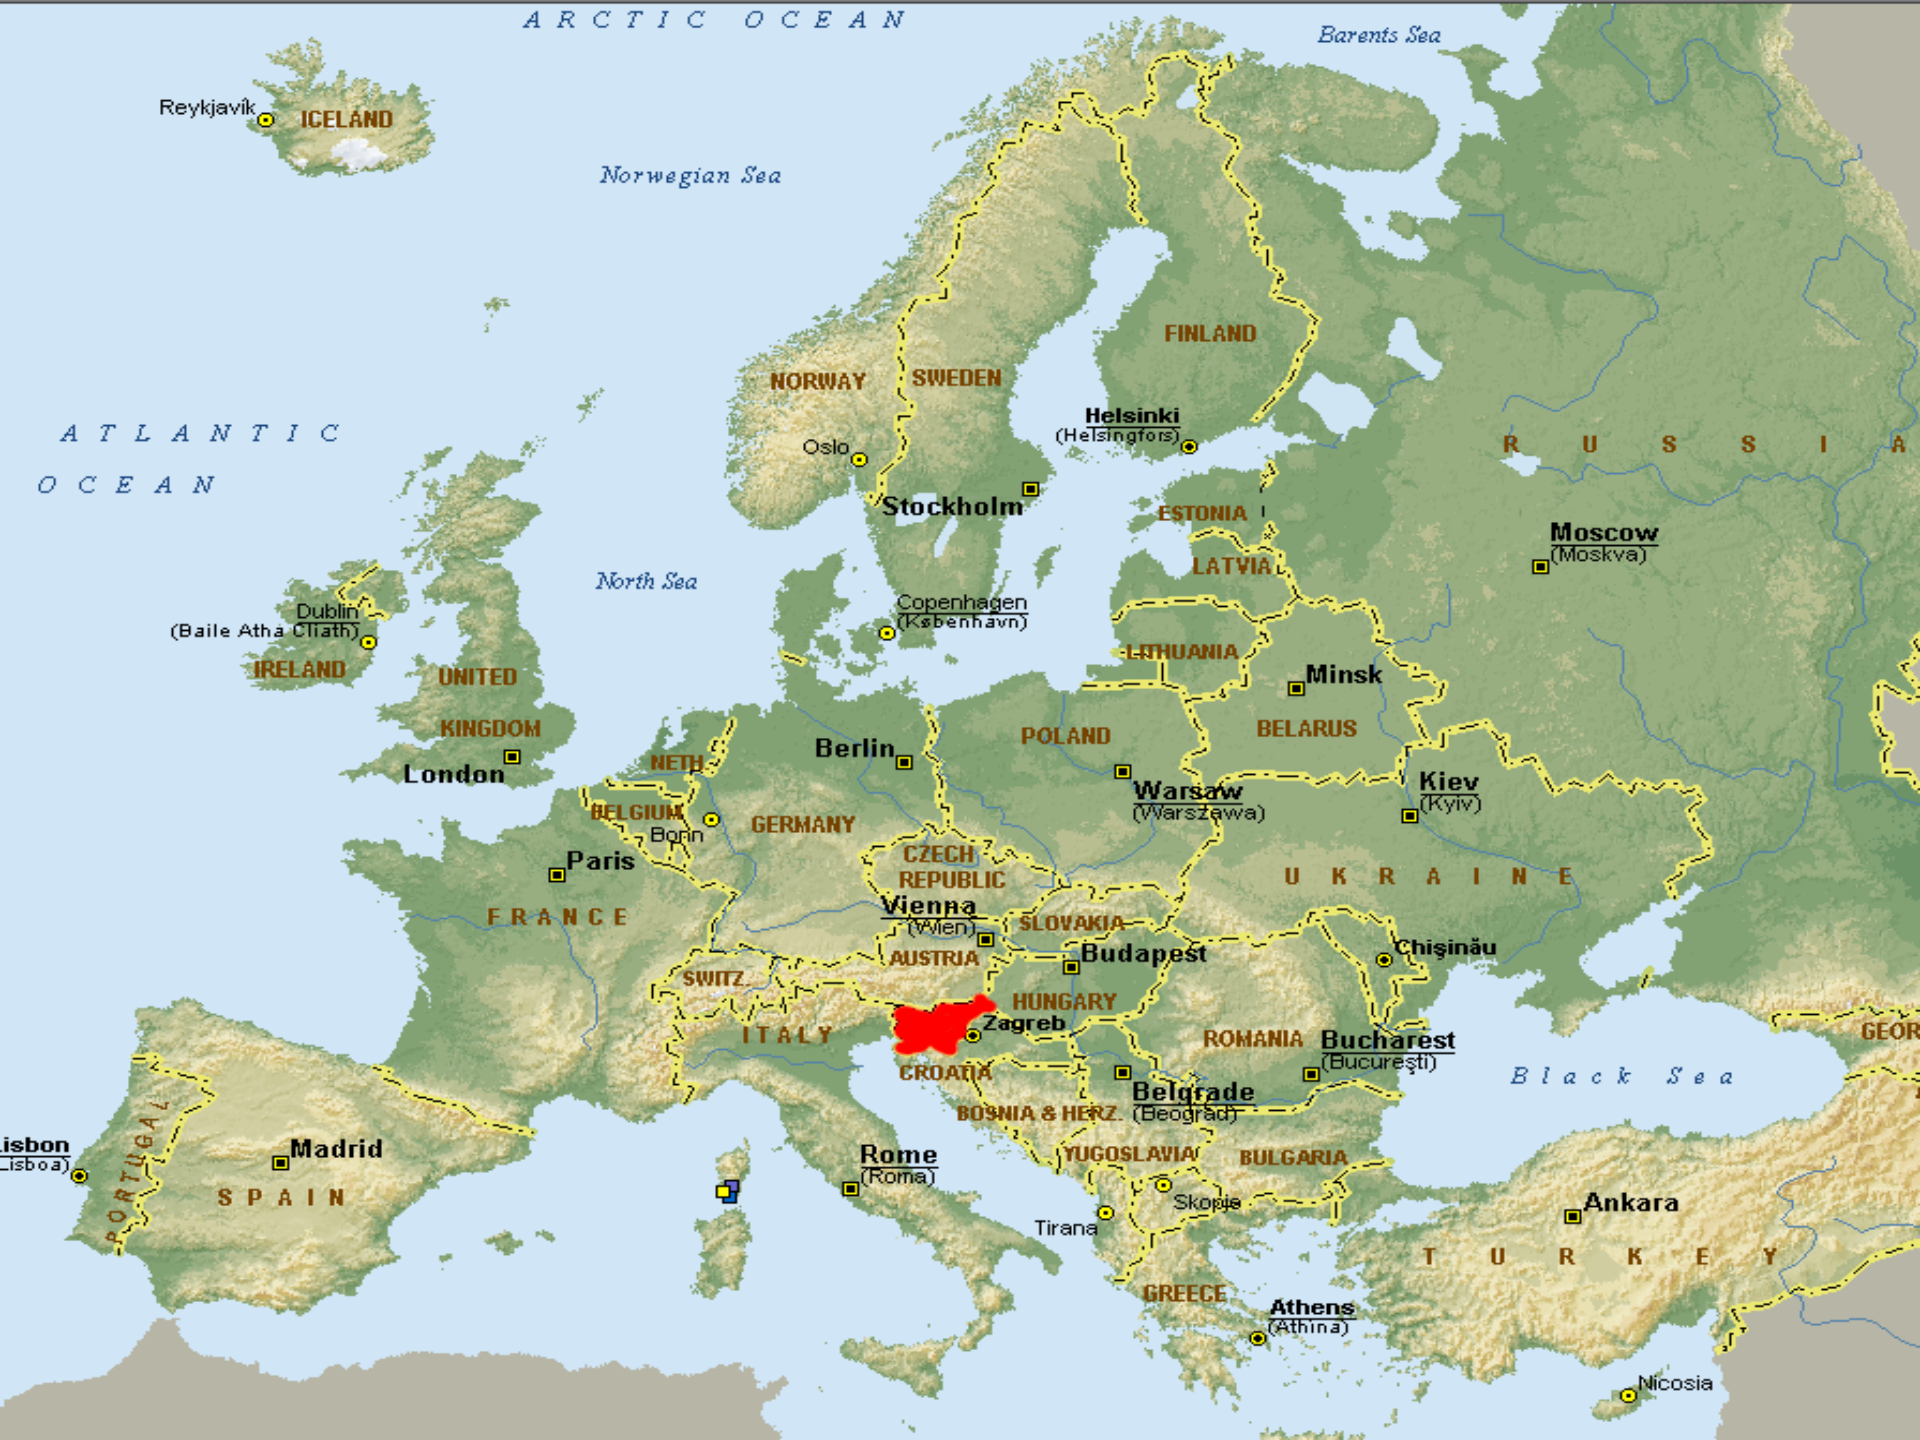 ARCTIC OCEAN
Barents Sea
Reykjavík
ICELAND
Norwegian Sea
FINLAND
NORWAY
SWEDEN
Helsinki
(Helsingfors)
ATLANTIC
OCEAN
Oslo
RUSSIA
Stockholm
ESTONIA
Moscow
(Moskva)
LATVIA
North Sea
Dublin
(Baile Atha Cliath)
Copenhagen
(København)
IRELAND
UNITED
KINGDOM
LITHUANIA
Minsk
BELARUS
POLAND
London
NETH
Berlin
Warsaw
(Warszawa)
Kiev
(Kyiv)
BELGIUM
Bonn
GERMANY
Paris
CZECH
REPUBLIC
UKRAINE
FRANCE
Vienna
(Wien)
SLOVAKIA
AUSTRIA
Budapest
Chişinău
SWITZ.
HUNGARY
ITALY
Zagreb
ROMANIA
Bucharest
(Bucureşti)
GEOR
CROATIA
Belgrade
(Beograd)
Black Sea
BOSNIA & HERZ.
PORTUGAL
Lisbon
Lisboa)
Madrid
SPAIN
Rome
(Roma)
YUGOSLAVIA
BULGARIA
Skopje
Tirana
Ankara
TURKEY
GREECE
Athens
(Athina)
Nicosia